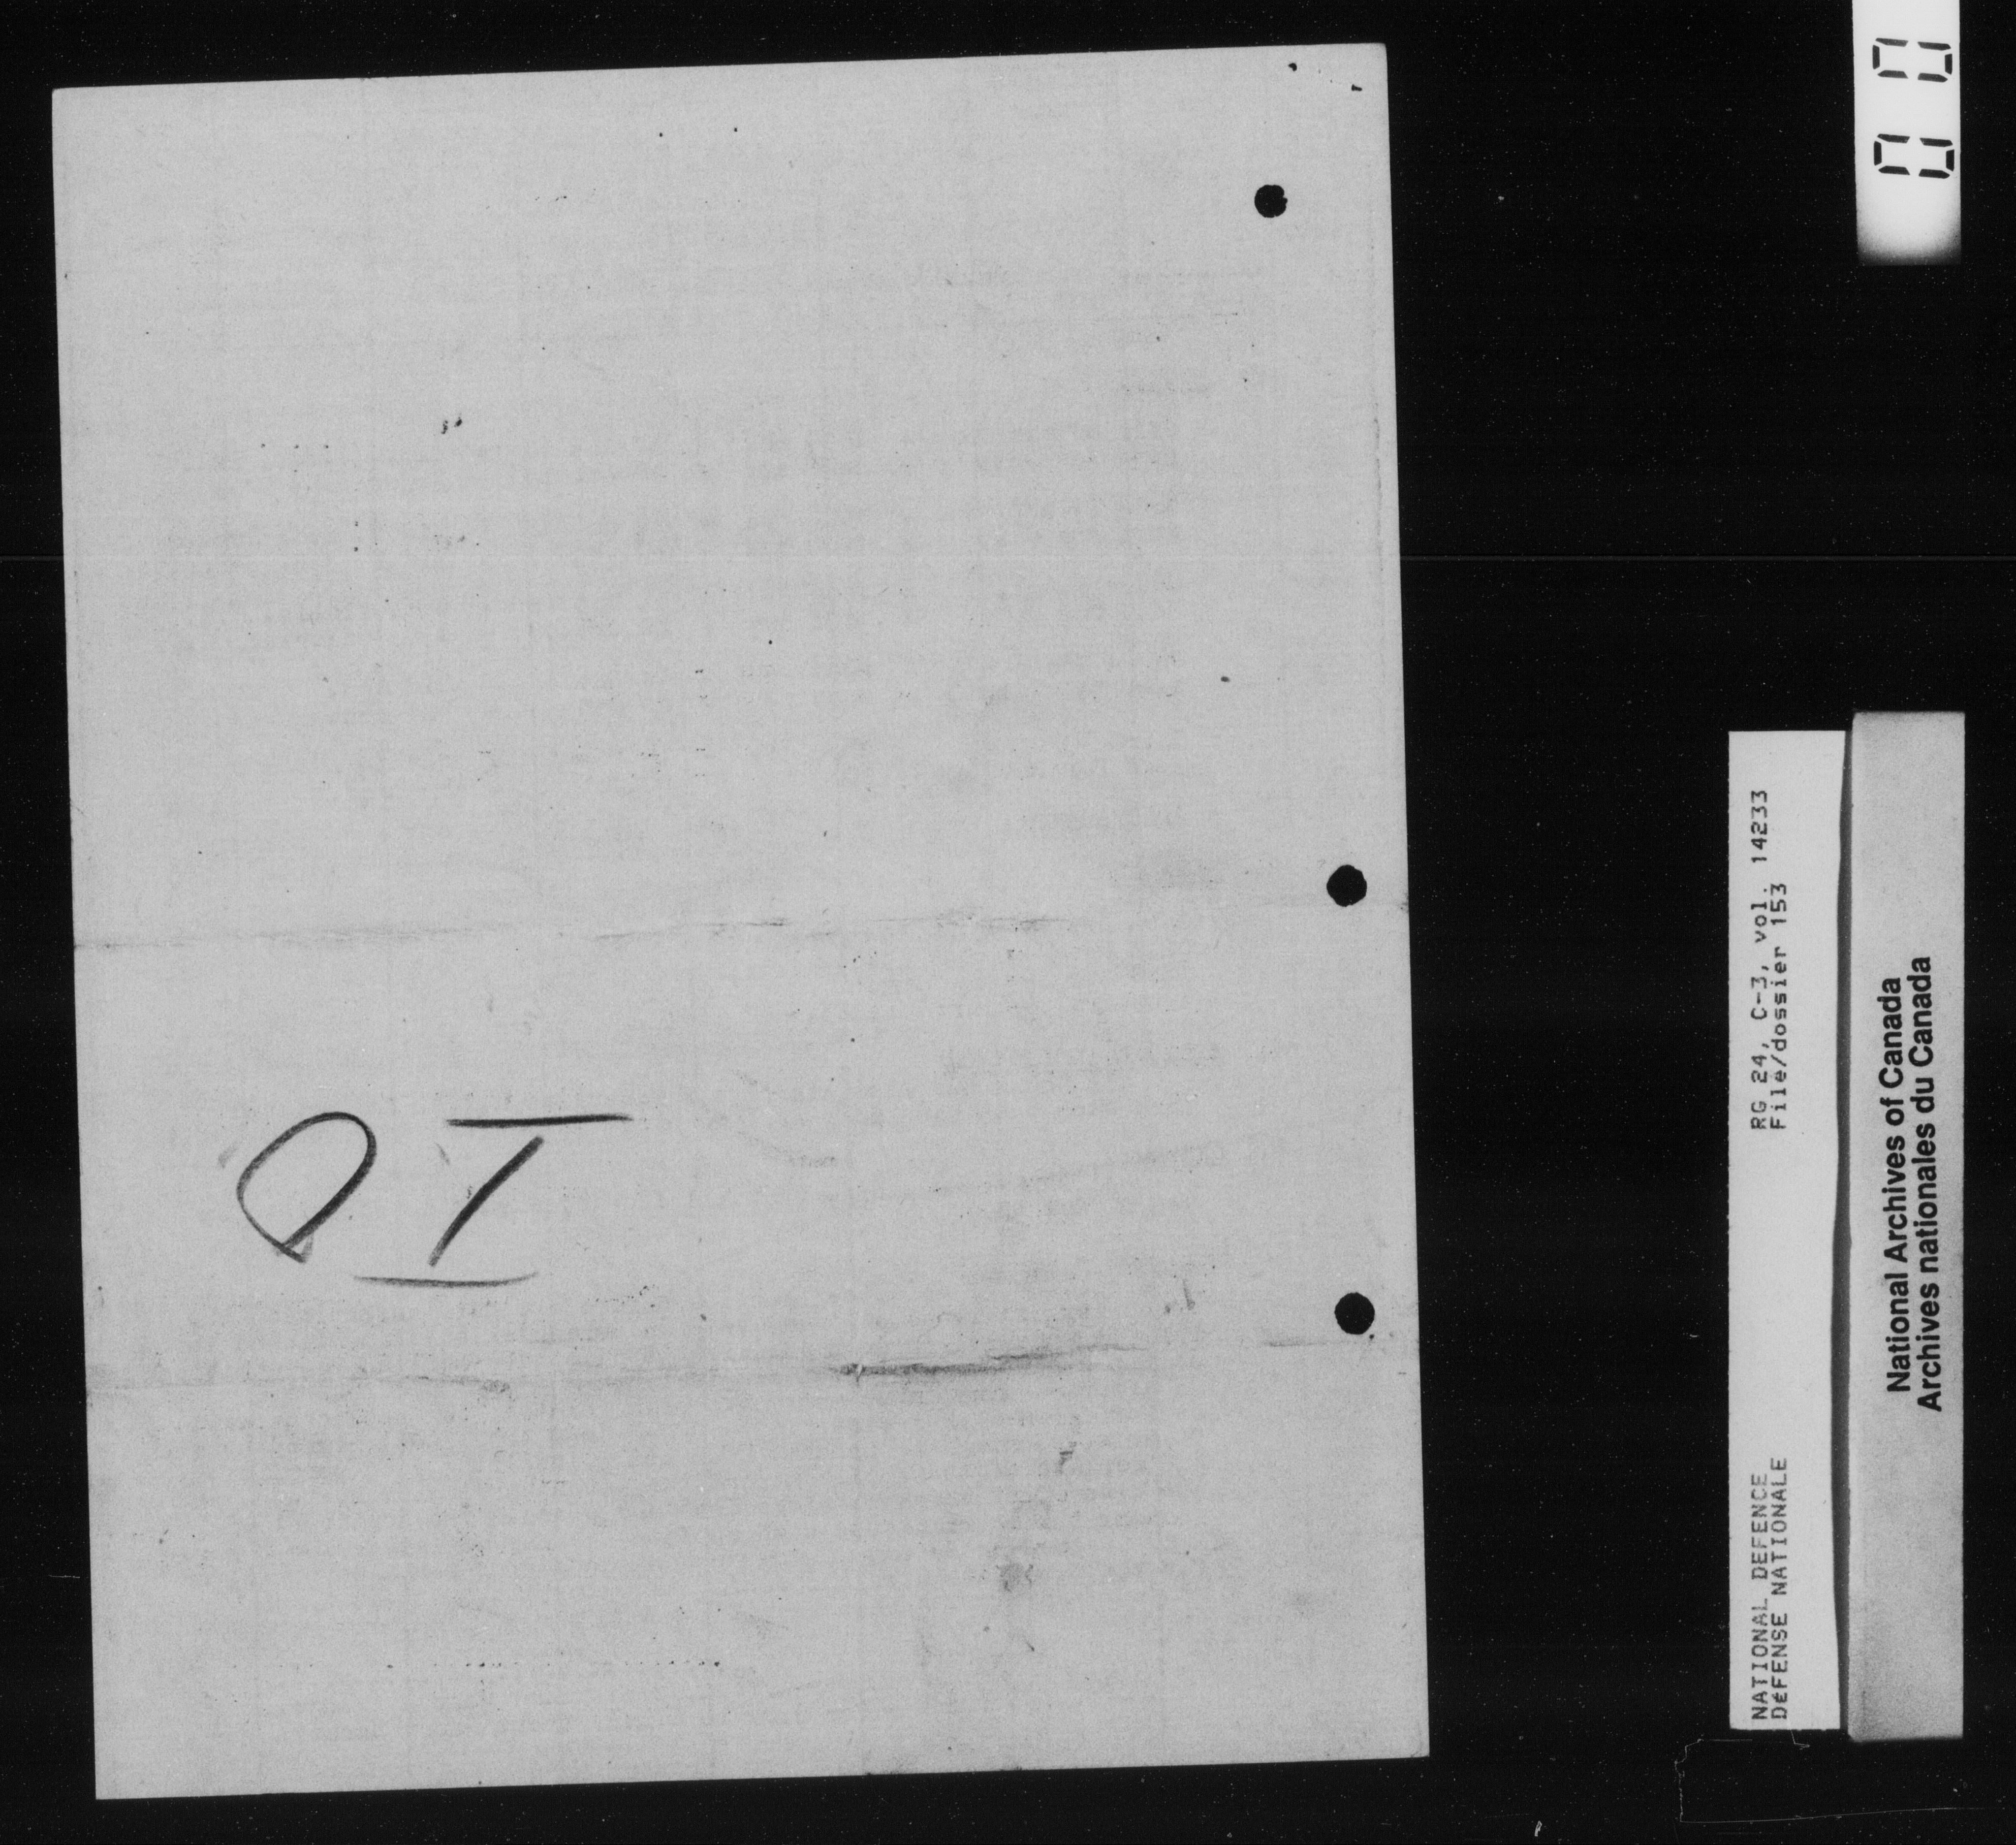 00
RG 24, C-3, vol. 14233
File/dossier 153
NATIONAL DEFENCE
DéFENSE NATIONALE
National Archives of Canada
Archives nationales du Canada